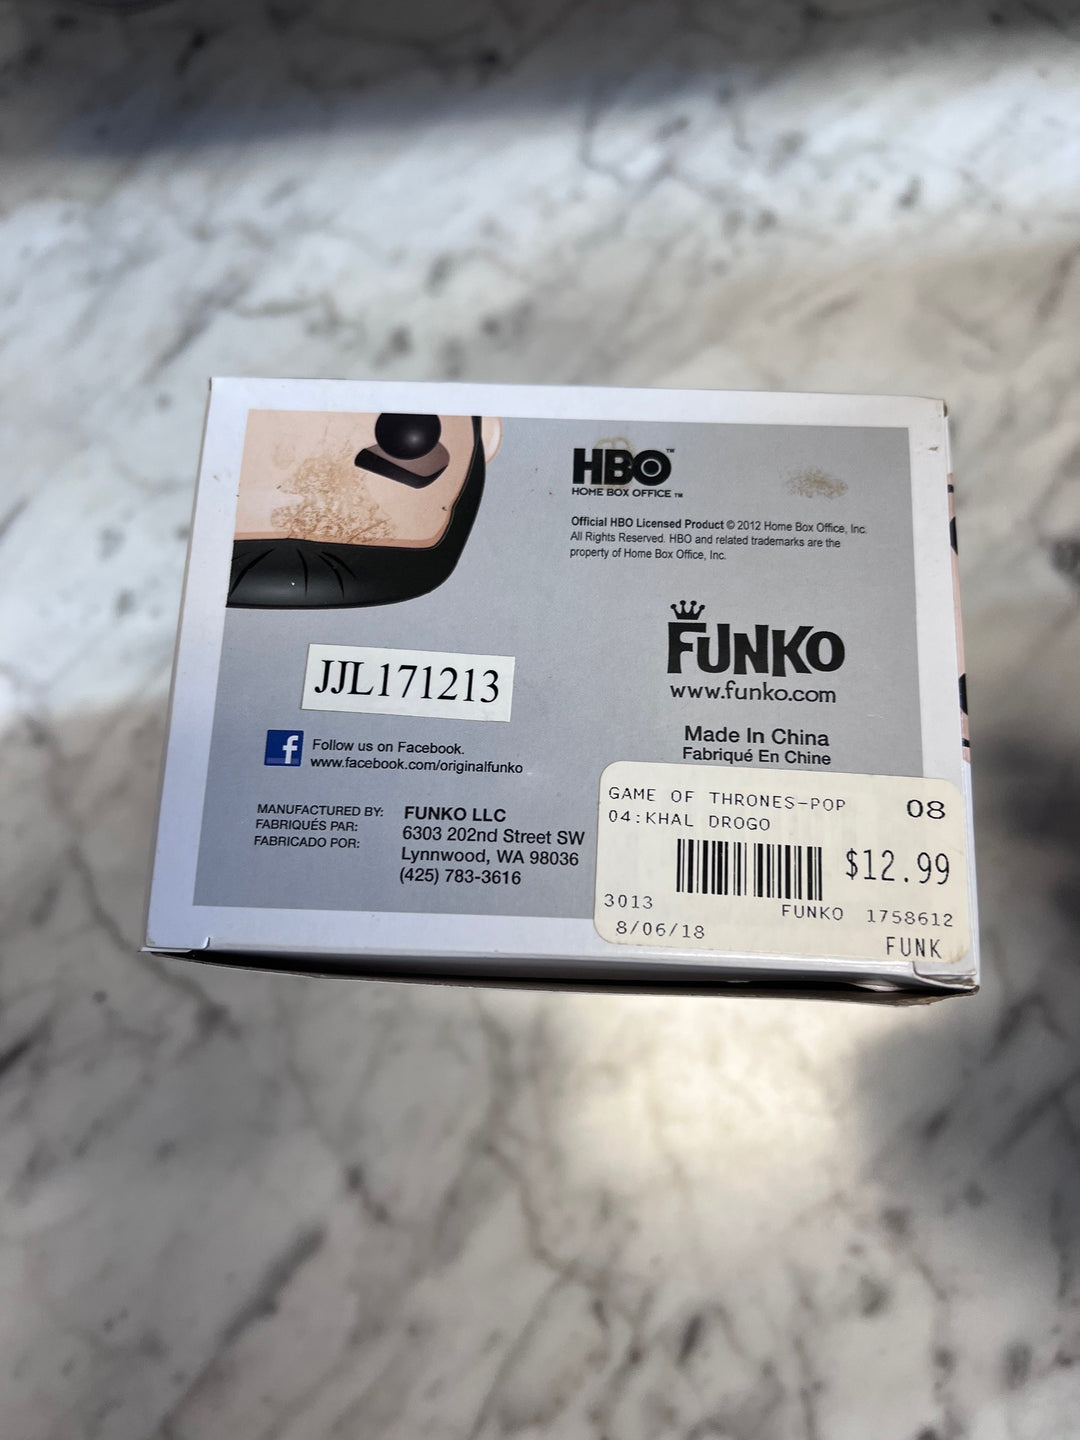 HBO™
HOME BOX OFFICE ™
Official HBO Licensed Product © 2012 Home Box Office, Inc.
All Rights Reserved. HBO and related trademarks are the
property of Home Box Office, Inc.
FUNKO
www.funko.com
JJL171213
Made In China
Fabriqué En Chine
f
Follow us on Facebook.
www.facebook.com/originalfunko
MANUFACTURED BY:
FABRIQUÉS PAR:
FABRICADO POR:
FUNKO LLC
6303 202nd Street SW
Lynnwood, WA 98036
(425) 783-3616
GAME OF THRONES-POP 08
04:KHAL DROGO
$12.99
3013 FUNKO 1758612
8/06/18 FUNK